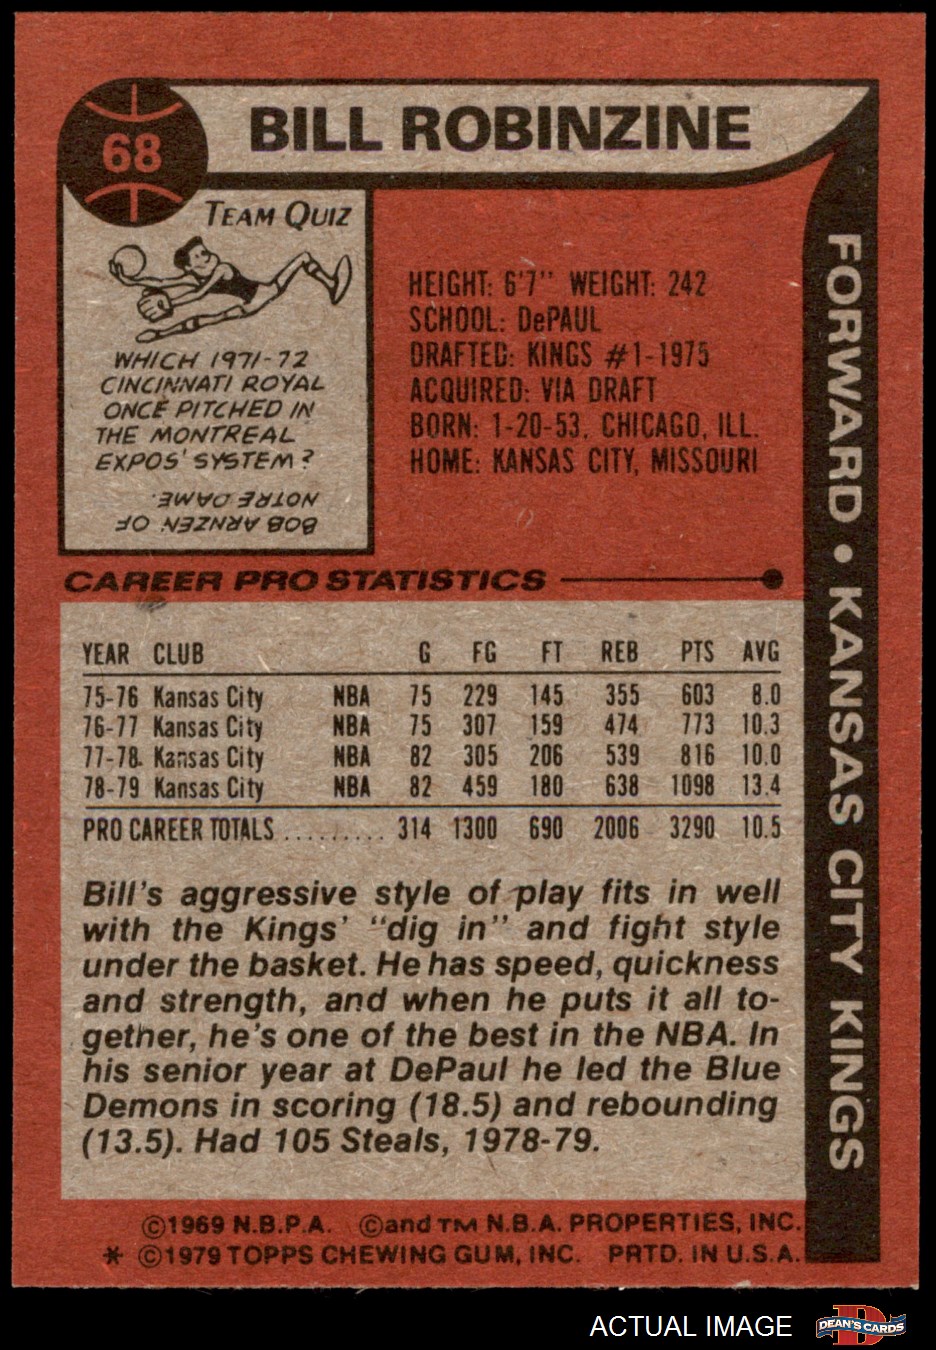 68
BILL ROBINZINE
TEAM QUIZ
WHICH 1971-72
CINCINNATI ROYAL
ONCE PITCHED IN
THE MONTREAL
EXPOS' SYSTEM?
BOB ARNZEN OF
NOTRE DAME.
HEIGHT: 6'7" WEIGHT: 242
SCHOOL: DePAUL
DRAFTED: KINGS #1-1975
ACQUIRED: VIA DRAFT
BORN: 1-20-53, CHICAGO, ILL.
HOME: KANSAS CITY, MISSOURI
FORWARD • KANSAS CITY KINGS
CAREER PRO STATISTICS
YEAR CLUB G FG FT REB PTS AVG
75-76 Kansas City NBA 75 229 145 355 603 8.0
76-77 Kansas City NBA 75 307 159 474 773 10.3
77-78 Kansas City NBA 82 305 206 539 816 10.0
78-79 Kansas City NBA 82 459 180 638 1098 13.4
PRO CAREER TOTALS .......... 314 1300 690 2006 3290 10.5
Bill's aggressive style of play fits in well
with the Kings' "dig in" and fight style
under the basket. He has speed, quickness
and strength, and when he puts it all to-
gether, he's one of the best in the NBA. In
his senior year at DePaul he led the Blue
Demons in scoring (18.5) and rebounding
(13.5). Had 105 Steals, 1978-79.
©1969 N.B.P.A. ©and TM N.B.A. PROPERTIES, INC.
* ©1979 TOPPS CHEWING GUM, INC. PRTD. IN U.S.A.
ACTUAL IMAGE
DEAN'S CARDS